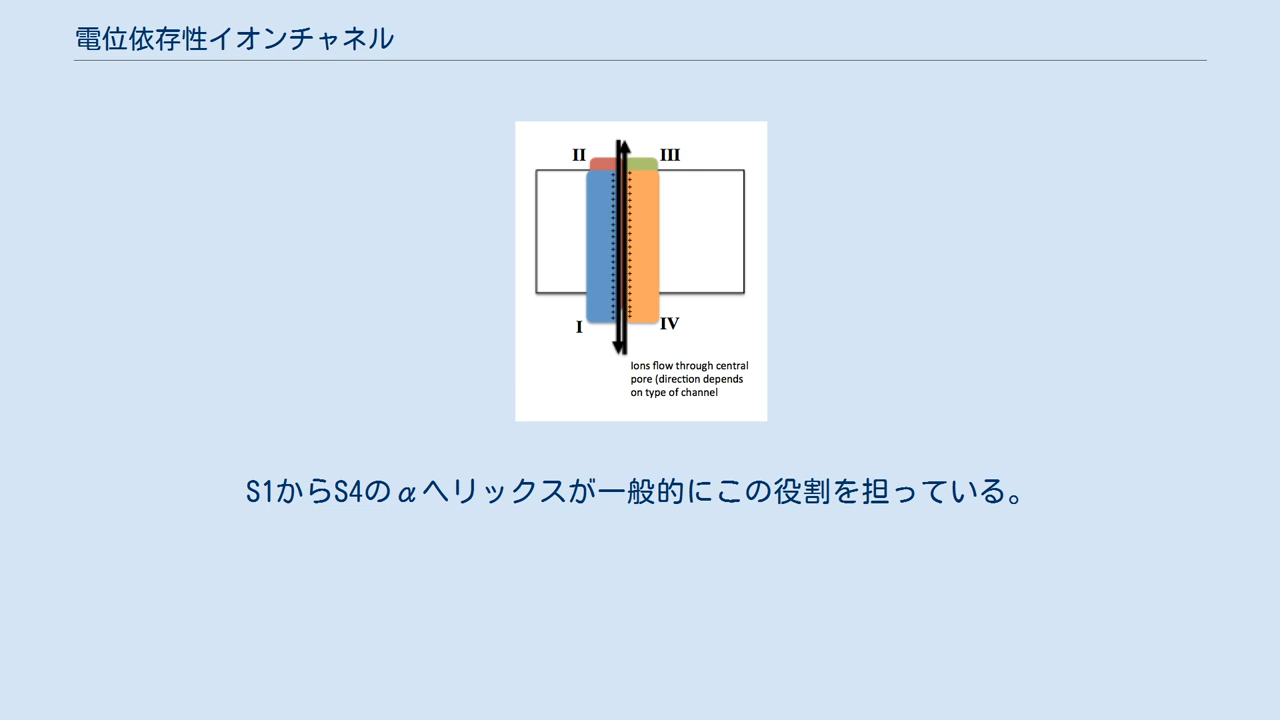 電位依存性イオンチャネル
II
III
I
IV
Ions flow through central
pore (direction depends
on type of channel
S1からS4のαヘリックスが一般的にこの役割を担っている。